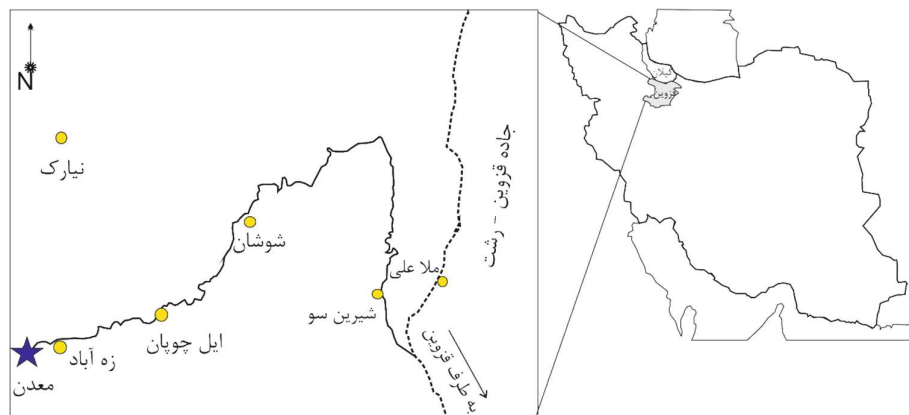 N
نیارک
شوشان
ملا علی
شیرین سو
ایل چوپان
زه آباد
معدن
جاده قزوین - رشت
به طرف قزوین
گیلان
قزوین